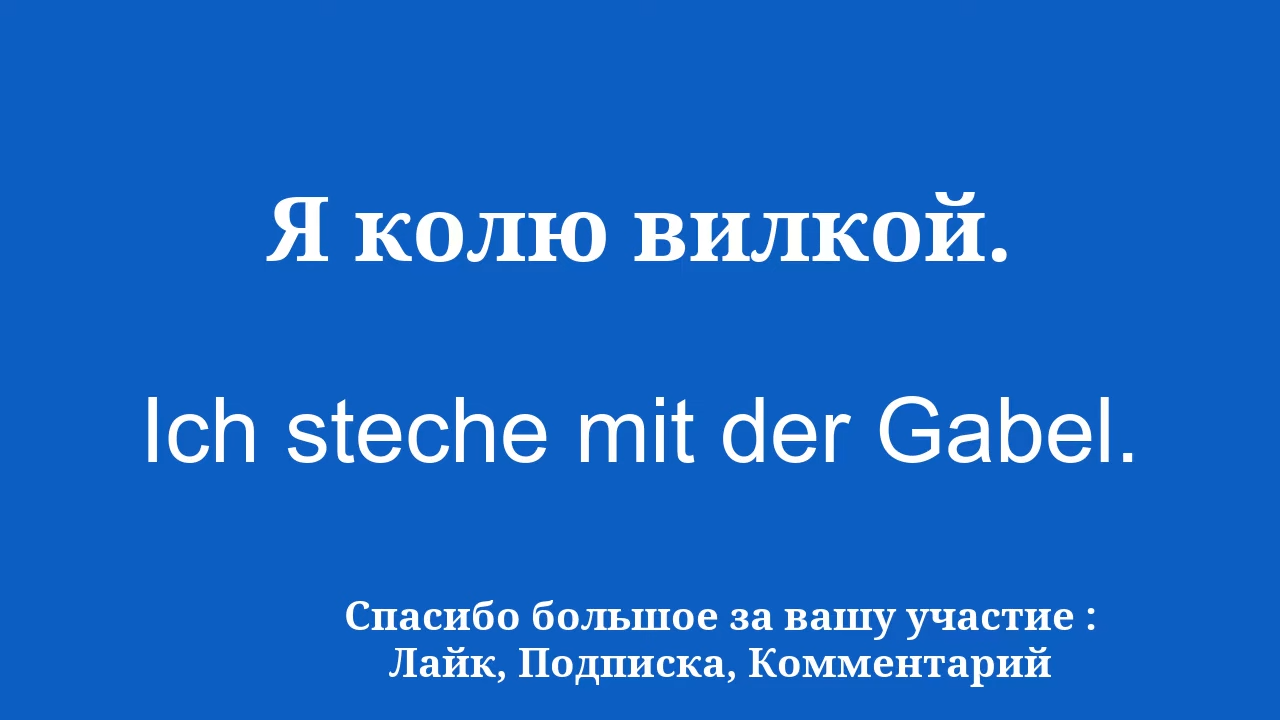 Я колю вилкой.
Ich steche mit der Gabel.
Спасибо большое за вашу участие :
Лайк, Подписка, Комментарий